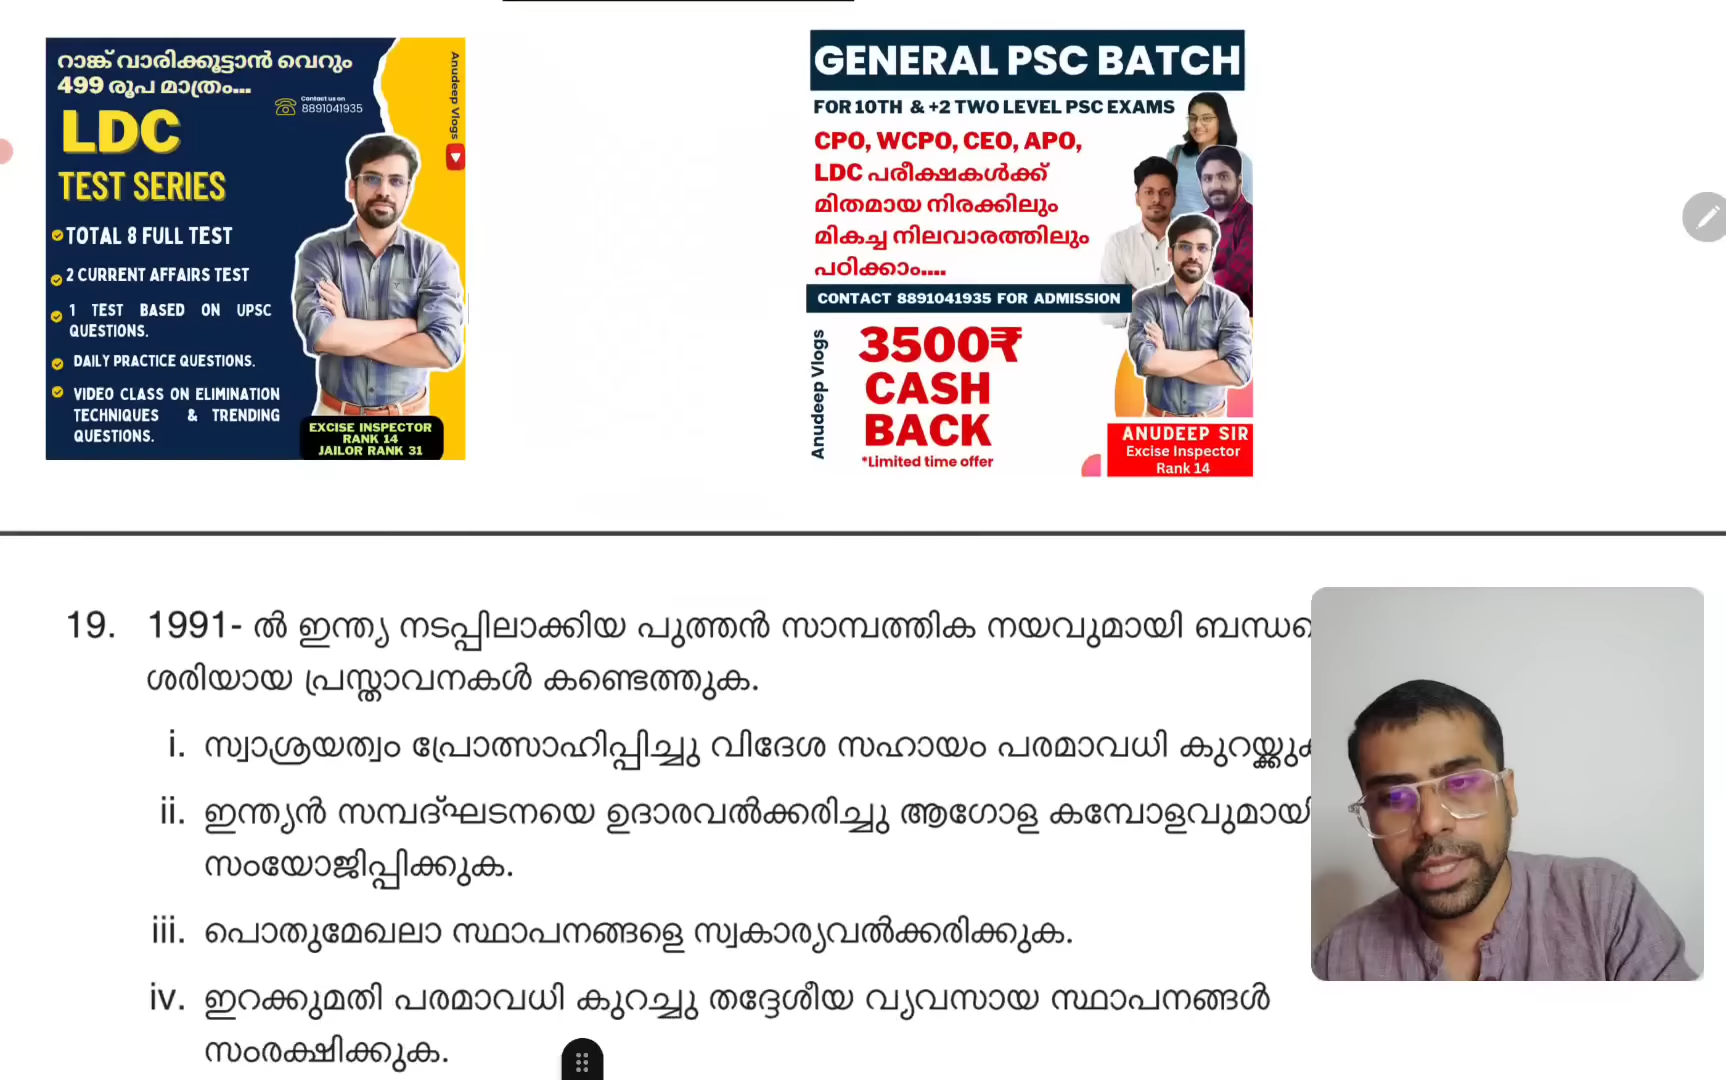 റാങ്ക് വാരിക്കൂട്ടാൻ വെറും
499 രൂപ മാത്രം...
Contact us on
8891041935
LDC
TEST SERIES
TOTAL 8 FULL TEST
2 CURRENT AFFAIRS TEST
1 TEST BASED ON UPSC
QUESTIONS.
DAILY PRACTICE QUESTIONS.
VIDEO CLASS ON ELIMINATION
TECHNIQUES & TRENDING
QUESTIONS.
Anudeep Vlogs
EXCISE INSPECTOR
RANK 14
JAILOR RANK 31
GENERAL PSC BATCH
FOR 10TH & +2 TWO LEVEL PSC EXAMS
CPO, WCPO, CEO, APO,
LDC പരീക്ഷകൾക്ക്
മിതമായ നിരക്കിലും
മികച്ച നിലവാരത്തിലും
പഠിക്കാം....
CONTACT 8891041935 FOR ADMISSION
Anudeep Vlogs
3500₹
CASH
BACK
*Limited time offer
ANUDEEP SIR
Excise Inspector
Rank 14
19. 1991- ൽ ഇന്ത്യ നടപ്പിലാക്കിയ പുത്തൻ സാമ്പത്തിക നയവുമായി
ശരിയായ പ്രസ്താവനകൾ കണ്ടെത്തുക.
i. സ്വാശ്രയത്വം പ്രോത്സാഹിപ്പിച്ചു വിദേശ സഹായം പരമാവധി
ii. ഇന്ത്യൻ സമ്പദ്ഘടനയെ ഉദാരവൽക്കരിച്ചു ആഗോള കമ്പോളവുമായി
സംയോജിപ്പിക്കുക.
iii. പൊതുമേഖലാ സ്ഥാപനങ്ങളെ സ്വകാര്യവൽക്കരിക്കുക.
iv. ഇറക്കുമതി പരമാവധി കുറച്ചു തദ്ദേശീയ വ്യവസായ സ്ഥാപനങ്ങൾ
സംരക്ഷിക്കുക.